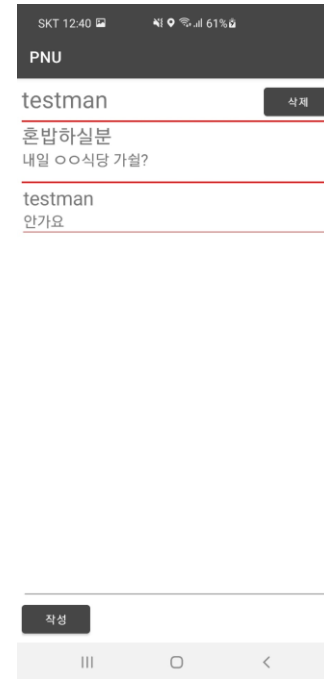 SKT 12:40 61%
PNU
testman 삭제
혼밥하실분
내일 ㅇㅇ식당 가쉴?
testman
안가요
작성